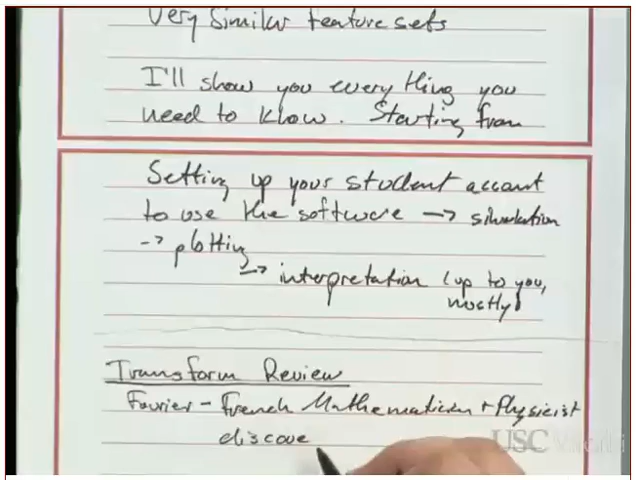 Very Similar feature sets
I'll show you everything you
need to know. Starting from
Setting up your student account
to use the software → simulation
→ plotting
→ interpretation (up to you,
mostly)
Transform Review
Fourier - French Mathematician + Physicist
discove
USC